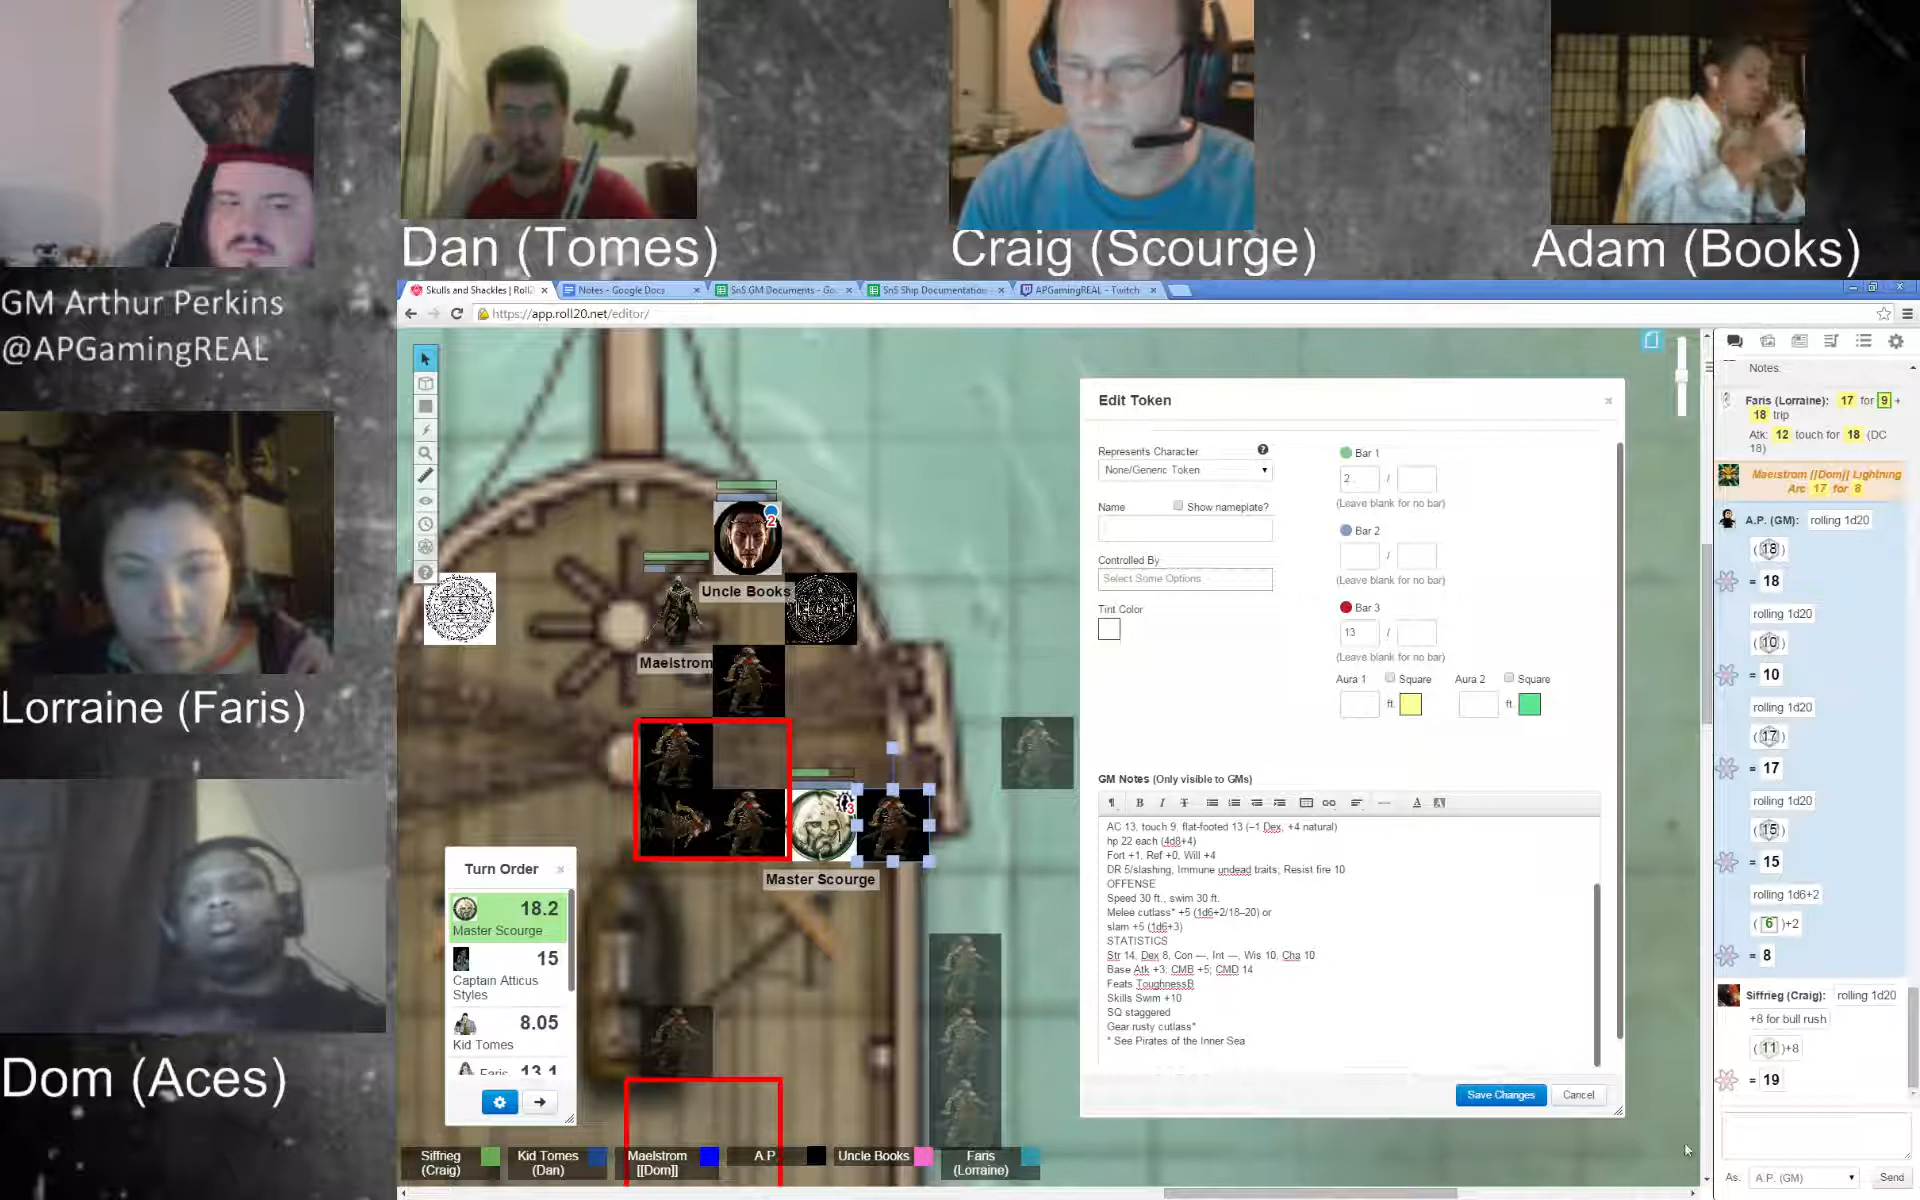 Dan (Tomes)
Craig (Scourge)
Adam (Books)
GM Arthur Perkins
@APGamingREAL
Lorraine (Faris)
Dom (Aces)
Skulls and Shackles | Roll2
Notes - Google Docs
SnS GM Documents - Go
SnS Ship Documentation
APGamingREAL - Twitch
https://app.roll20.net/editor/
2
Uncle Books
Maelstrom
3
Master Scourge
Turn Order
18.2
Master Scourge
15
Captain Atticus
Styles
8.05
Kid Tomes
Faris 13.1
Siffrieg
(Craig)
Kid Tomes
(Dan)
Maelstrom
[[Dom]]
A.P.
Uncle Books
Faris
(Lorraine)
Edit Token
Represents Character
None/Generic Token
Name
Show nameplate?
Controlled By
Select Some Options
Tint Color
Bar 1
2 /
(Leave blank for no bar)
Bar 2
/
(Leave blank for no bar)
Bar 3
13 /
(Leave blank for no bar)
Aura 1 Square Aura 2 Square
ft. ft.
GM Notes (Only visible to GMs)
AC 13, touch 9, flat-footed 13 (–1 Dex, +4 natural)
hp 22 each (4d8+4)
Fort +1, Ref +0, Will +4
DR 5/slashing, Immune undead traits, Resist fire 10
OFFENSE
Speed 30 ft., swim 30 ft.
Melee cutlass* +5 (1d6+2/18–20) or
slam +5 (1d6+3)
STATISTICS
Str 14, Dex 8, Con —, Int —, Wis 10, Cha 10
Base Atk +3, CMB +5; CMD 14
Feats ToughnessB
Skills Swim +10
SQ staggered
Gear rusty cutlass*
* See Pirates of the Inner Sea
Save Changes
Cancel
Notes.
Faris (Lorraine): 17 for 9 +
18 trip
Atk: 12 touch for 18 (DC
18)
Maelstrom [[Dom]] Lightning
Arc 17 for 8
A.P. (GM): rolling 1d20
(18)
= 18
rolling 1d20
(10)
= 10
rolling 1d20
(17)
= 17
rolling 1d20
(15)
= 15
rolling 1d6+2
(6)+2
= 8
Siffrieg (Craig): rolling 1d20
+8 for bull rush
(11)+8
= 19
As: A.P. (GM)
Send